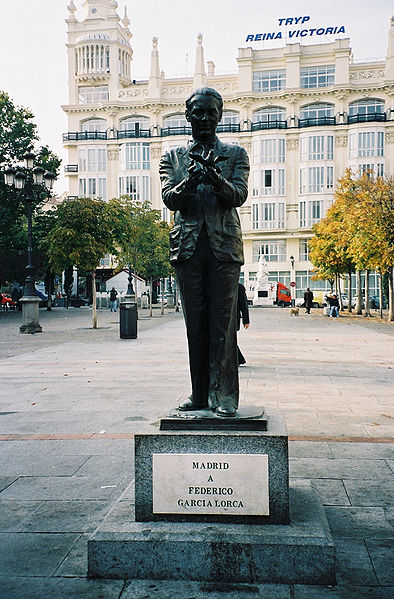 TRYP
REINA VICTORIA
MADRID
A
FEDERICO
GARCIA LORCA